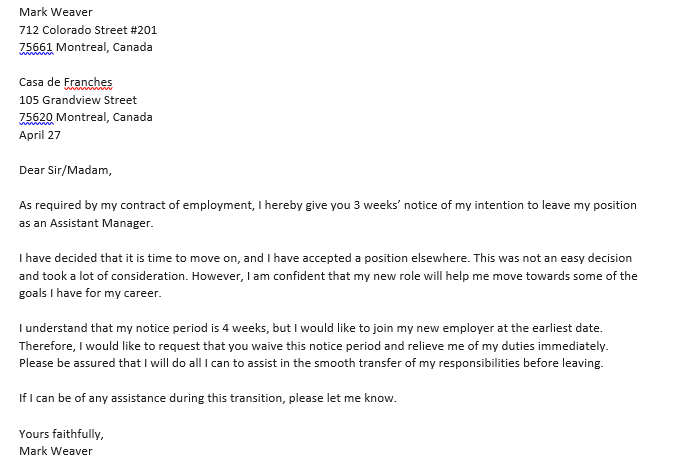 Mark Weaver
712 Colorado Street #201
75661 Montreal, Canada
Casa de Franches
105 Grandview Street
75620 Montreal, Canada
April 27
Dear Sir/Madam,
As required by my contract of employment, I hereby give you 3 weeks’ notice of my intention to leave my position
as an Assistant Manager.
I have decided that it is time to move on, and I have accepted a position elsewhere. This was not an easy decision
and took a lot of consideration. However, I am confident that my new role will help me move towards some of the
goals I have for my career.
I understand that my notice period is 4 weeks, but I would like to join my new employer at the earliest date.
Therefore, I would like to request that you waive this notice period and relieve me of my duties immediately.
Please be assured that I will do all I can to assist in the smooth transfer of my responsibilities before leaving.
If I can be of any assistance during this transition, please let me know.
Yours faithfully,
Mark Weaver